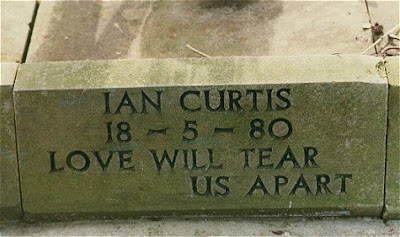 IAN CURTIS
18 – 5 – 80
LOVE WILL TEAR
US APART